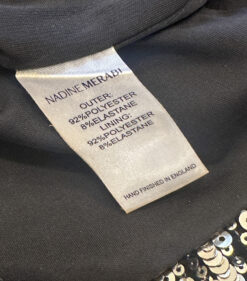 NADINE MERABI
OUTER:
92%POLYESTER
8%ELASTANE
LINING:
92%POLYESTER
8%ELASTANE
HAND FINISHED IN ENGLAND